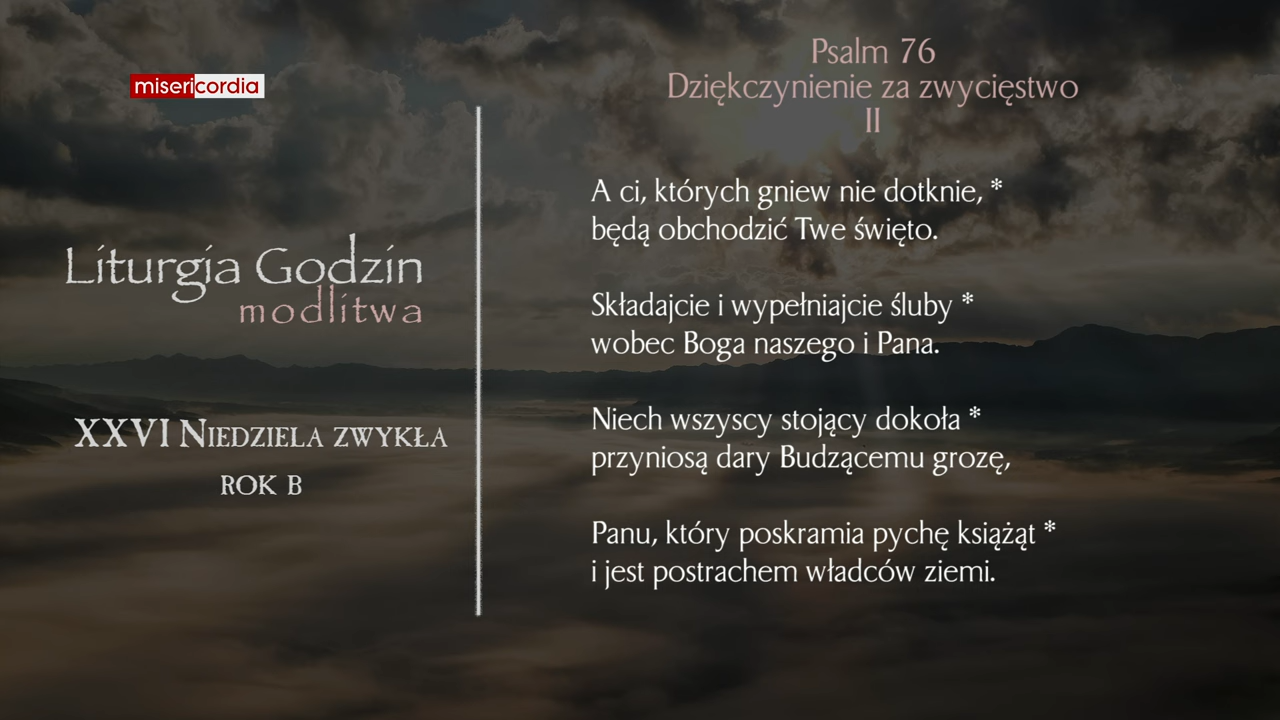 misericordia
Liturgia Godzin
modlitwa
XXVI Niedziela zwykła
rok B
Psalm 76
Dziękczynienie za zwycięstwo
II
A ci, których gniew nie dotknie, *
będą obchodzić Twe święto.
Składajcie i wypełniajcie śluby *
wobec Boga naszego i Pana.
Niech wszyscy stojący dokoła *
przyniosą dary Budzącemu grozę,
Panu, który poskramia pychę książąt *
i jest postrachem władców ziemi.